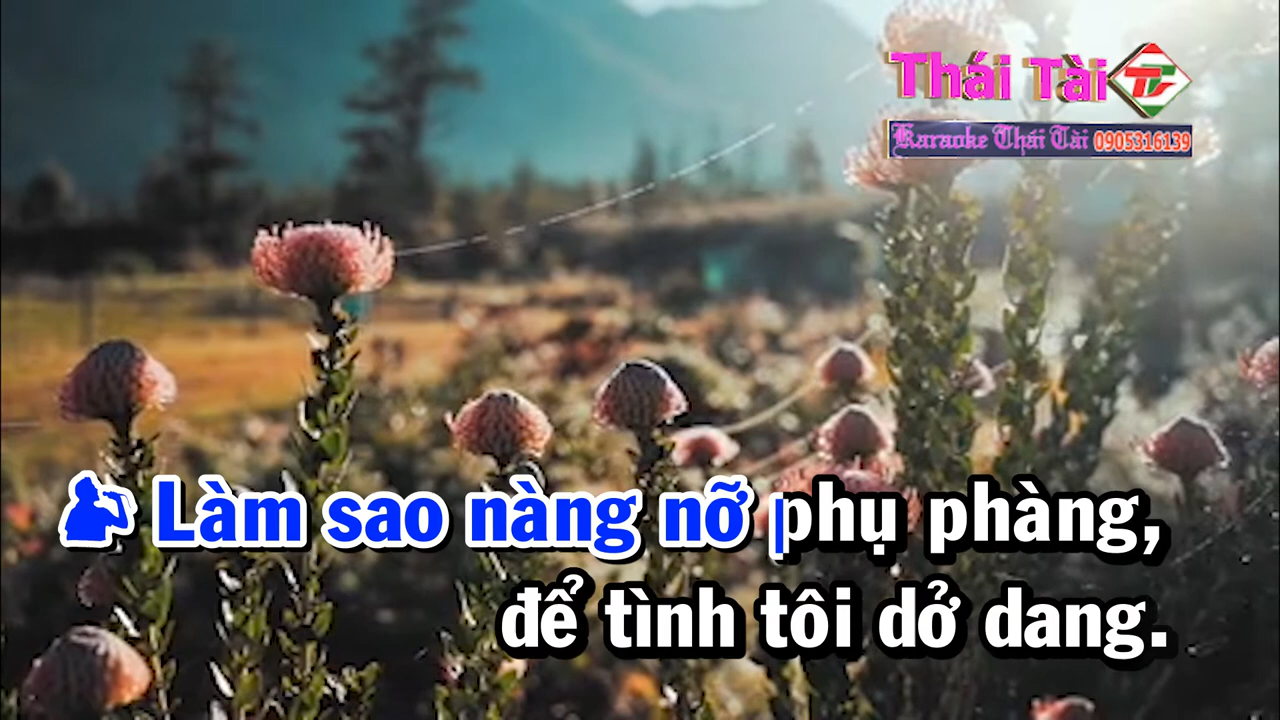 Thái Tài
Karaoke Thái Tài 0905316139
Làm sao nàng nỡ phụ phàng,
để tình tôi dở dang.